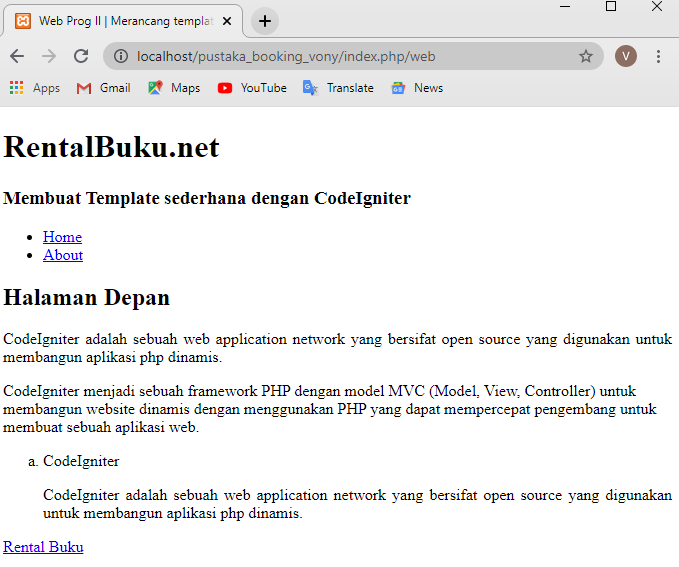 Web Prog II | Merancang templat
localhost/pustaka_booking_vony/index.php/web
V
Apps Gmail Maps YouTube Translate News
RentalBuku.net
Membuat Template sederhana dengan CodeIgniter
Home
About
Halaman Depan
CodeIgniter adalah sebuah web application network yang bersifat open source yang digunakan untuk
membangun aplikasi php dinamis.
CodeIgniter menjadi sebuah framework PHP dengan model MVC (Model, View, Controller) untuk
membangun website dinamis dengan menggunakan PHP yang dapat mempercepat pengembang untuk
membuat sebuah aplikasi web.
a. CodeIgniter
CodeIgniter adalah sebuah web application network yang bersifat open source yang digunakan
untuk membangun aplikasi php dinamis.
Rental Buku